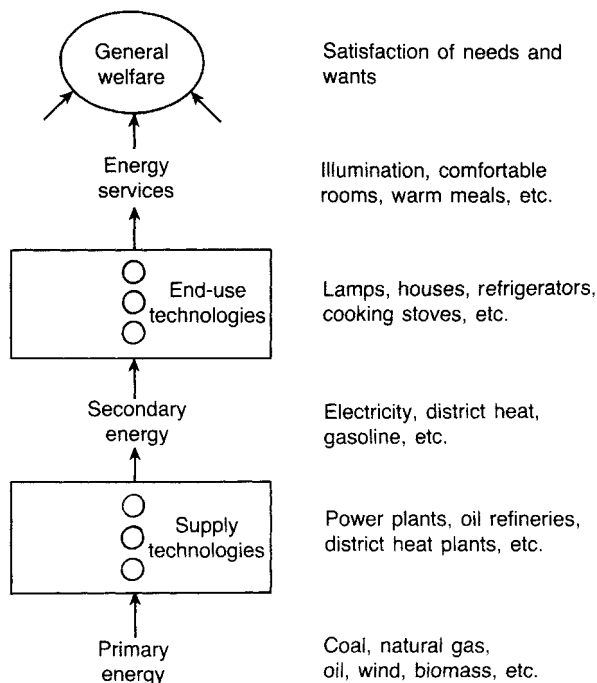 General
welfare
Satisfaction of needs and
wants
Energy
services
Illumination, comfortable
rooms, warm meals, etc.
End-use
technologies
Lamps, houses, refrigerators,
cooking stoves, etc.
Secondary
energy
Electricity, district heat,
gasoline, etc.
Supply
technologies
Power plants, oil refineries,
district heat plants, etc.
Primary
energy
Coal, natural gas,
oil, wind, biomass, etc.